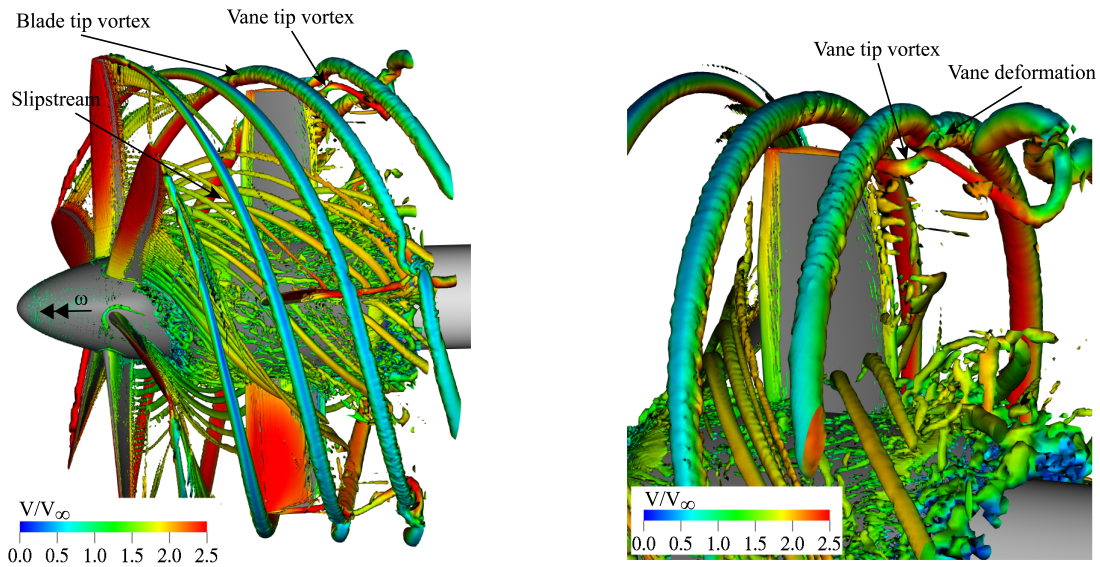 Blade tip vortex
Vane tip vortex
Slipstream
ω
V/V∞
0.0 0.5 1.0 1.5 2.0 2.5
Vane tip vortex
Vane deformation
V/V∞
0.0 0.5 1.0 1.5 2.0 2.5